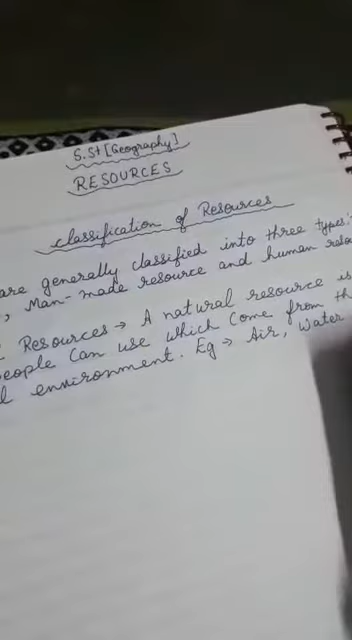 S.St [Geography]
RESOURCES
Classification of Resources
are generally classified into three types:
, Man-made resource and human
Resources → A natural resource is
people can use which come from
environment. Eg → Air, Water